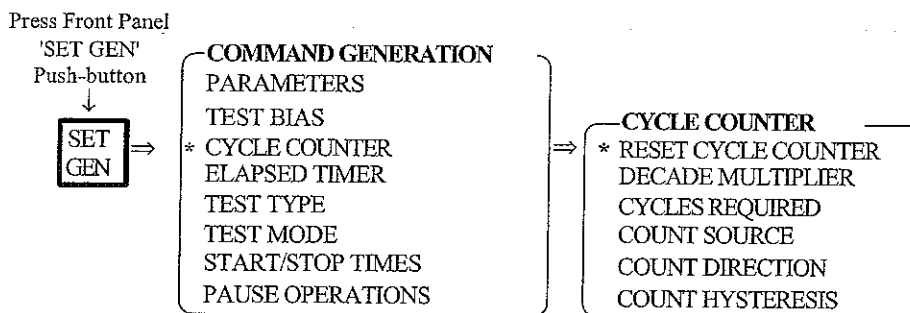 Press Front Panel
'SET GEN'
Push-button
↓
SET
GEN
⇒
COMMAND GENERATION
PARAMETERS
TEST BIAS
* CYCLE COUNTER
ELAPSED TIMER
TEST TYPE
TEST MODE
START/STOP TIMES
PAUSE OPERATIONS
⇒
CYCLE COUNTER
* RESET CYCLE COUNTER
DECADE MULTIPLIER
CYCLES REQUIRED
COUNT SOURCE
COUNT DIRECTION
COUNT HYSTERESIS